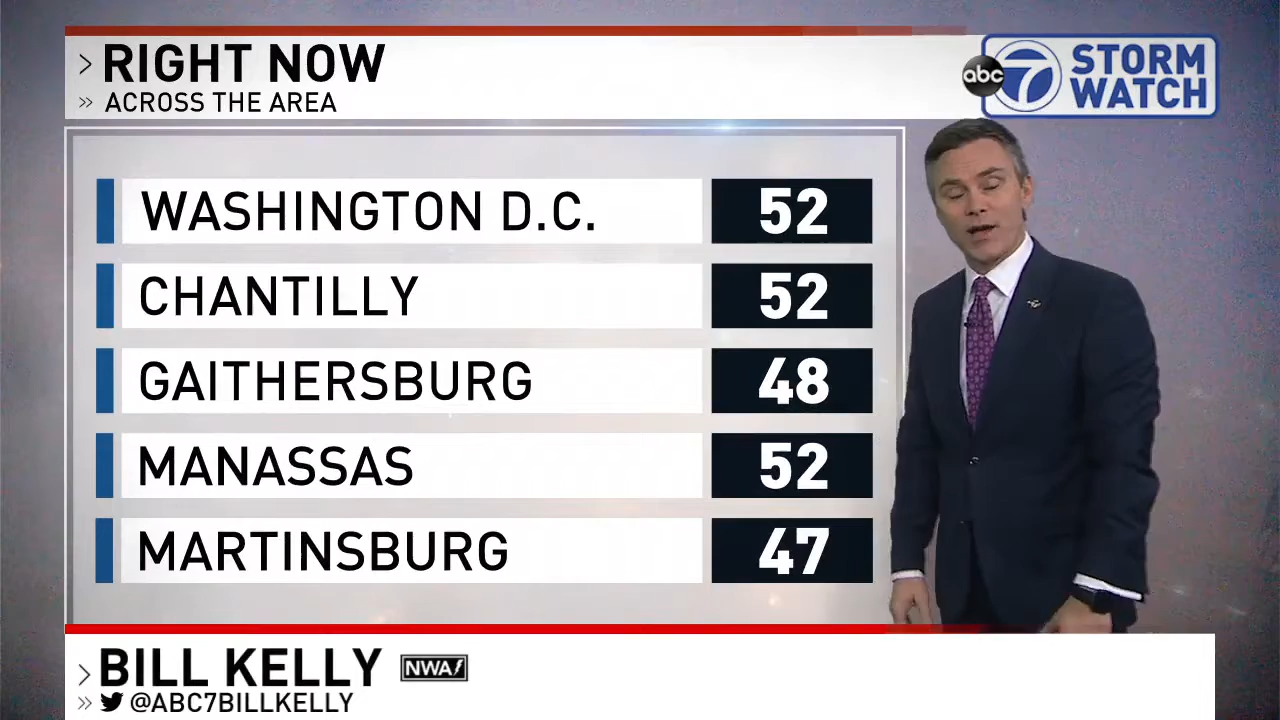 > RIGHT NOW
» ACROSS THE AREA
abc 7 STORM
WATCH
WASHINGTON D.C. 52
CHANTILLY 52
GAITHERSBURG 48
MANASSAS 52
MARTINSBURG 47
> BILL KELLY NWA
» @ABC7BILLKELLY